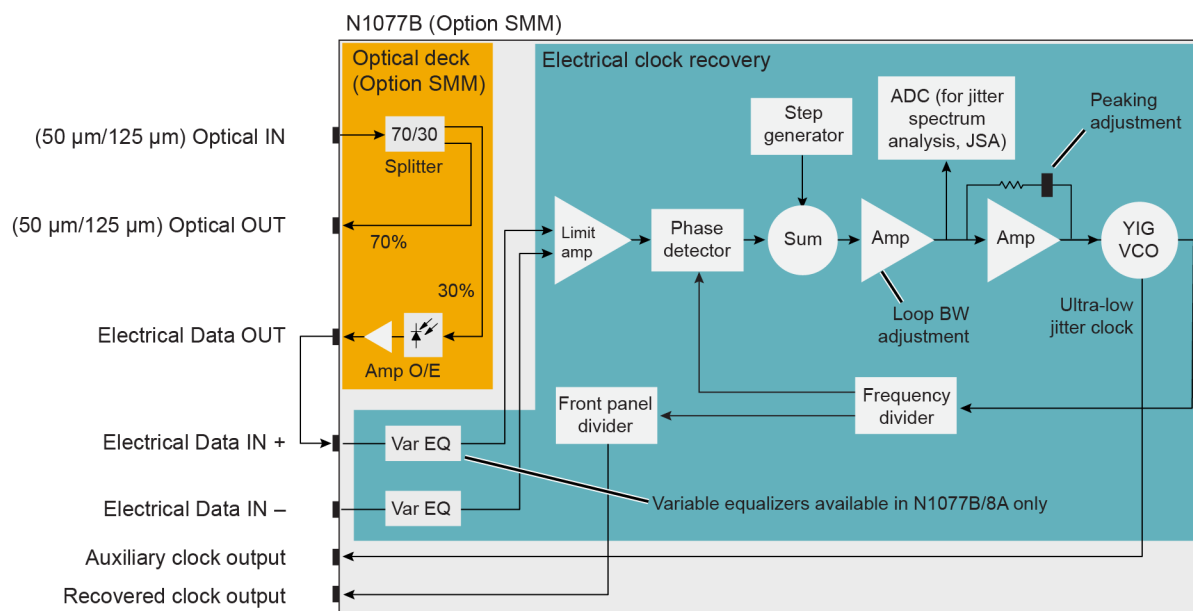 N1077B (Option SMM)
Optical deck
(Option SMM)
Electrical clock recovery
(50 µm/125 µm) Optical IN
70/30
Splitter
Step
generator
ADC (for jitter
spectrum
analysis, JSA)
Peaking
adjustment
(50 µm/125 µm) Optical OUT
70%
Limit
amp
Phase
detector
Sum
Amp
Amp
YIG
VCO
30%
Electrical Data OUT
Amp O/E
Loop BW
adjustment
Ultra-low
jitter clock
Front panel
divider
Frequency
divider
Electrical Data IN +
Var EQ
Variable equalizers available in N1077B/8A only
Electrical Data IN –
Var EQ
Auxiliary clock output
Recovered clock output